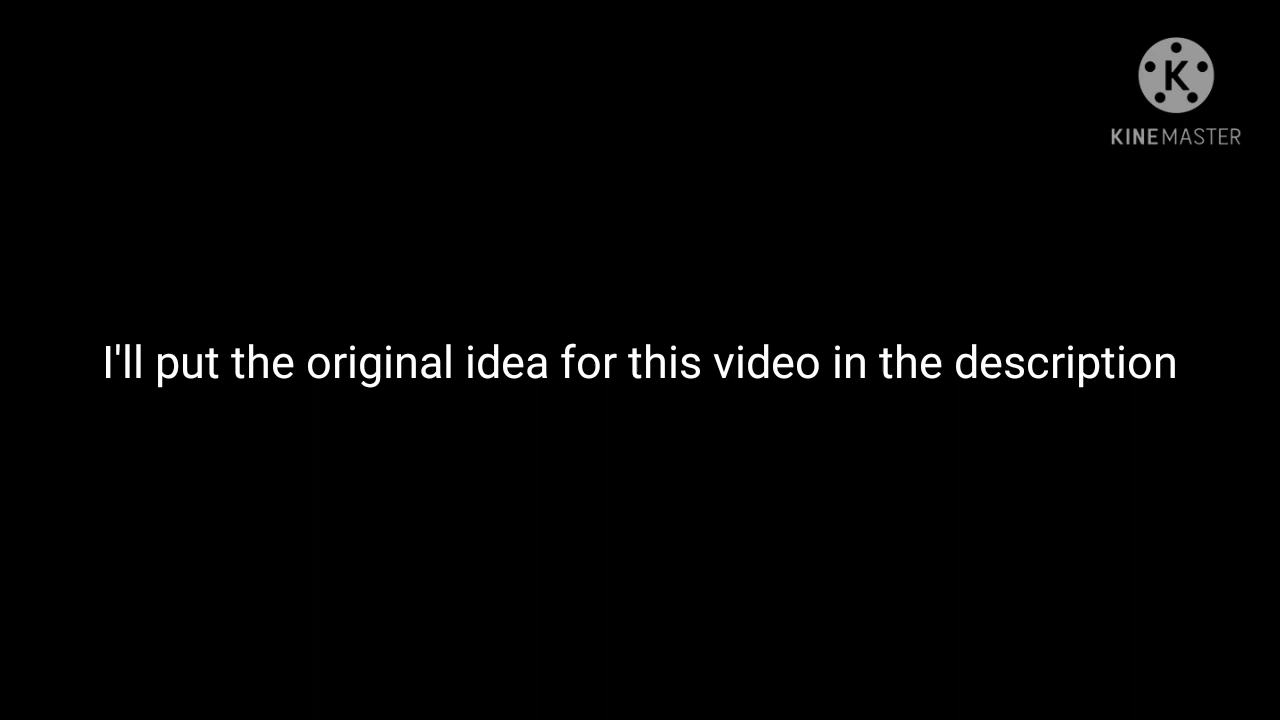 K
KINEMASTER
I'll put the original idea for this video in the description